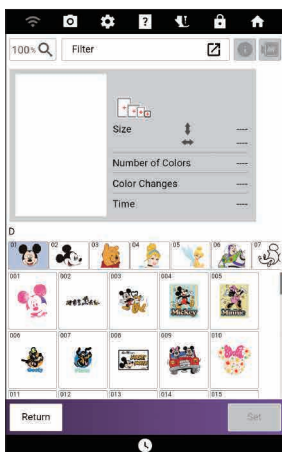 ?
100% Filter i
Size ----
----
Number of Colors ----
Color Changes ----
Time ----
D
01 02 03 04 05 06 07
001 002 003 004 005
Mickey Minnie
006 007 008 009 010
Goofy
011 012 013 014 015
Return Set